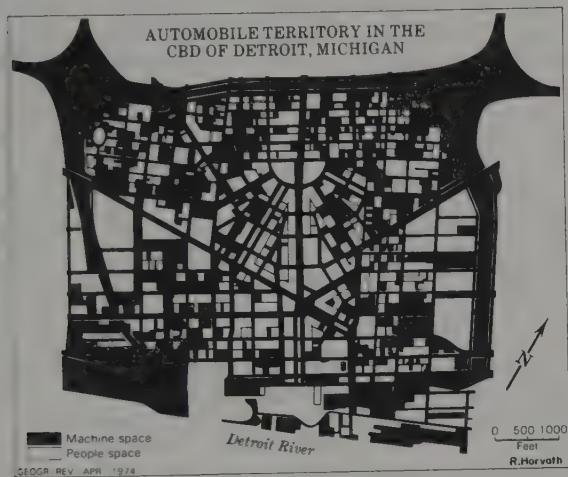 AUTOMOBILE TERRITORY IN THE
CBD OF DETROIT, MICHIGAN
N
Machine space
People space
Detroit River
0 500 1000
Feet
R.Horvath
GEOGR. REV. APR. 1974